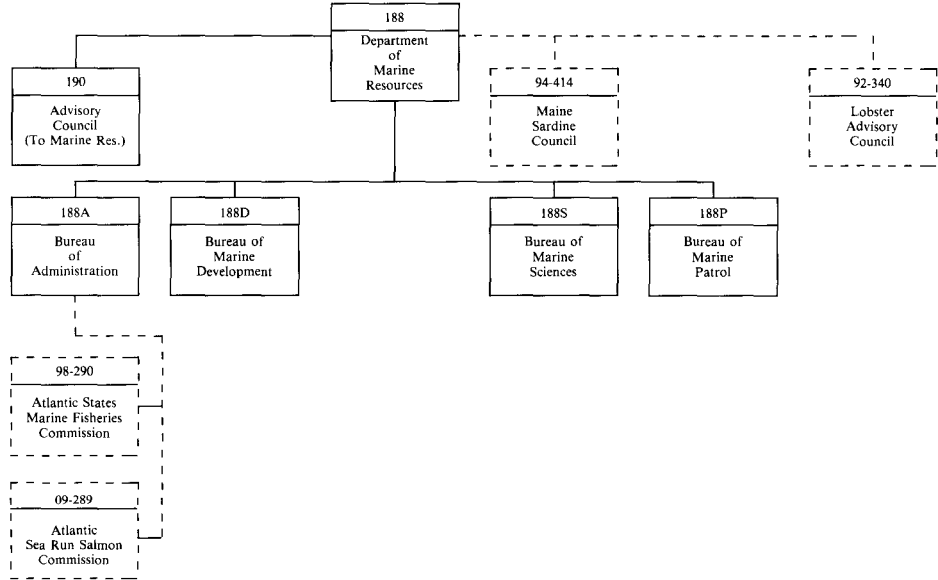 188
Department
of
Marine
Resources
190
Advisory
Council
(To Marine Res.)
94-414
Maine
Sardine
Council
92-340
Lobster
Advisory
Council
188A
Bureau
of
Administration
188D
Bureau of
Marine
Development
188S
Bureau of
Marine
Sciences
188P
Bureau of
Marine
Patrol
98-290
Atlantic States
Marine Fisheries
Commission
09-289
Atlantic
Sea Run Salmon
Commission